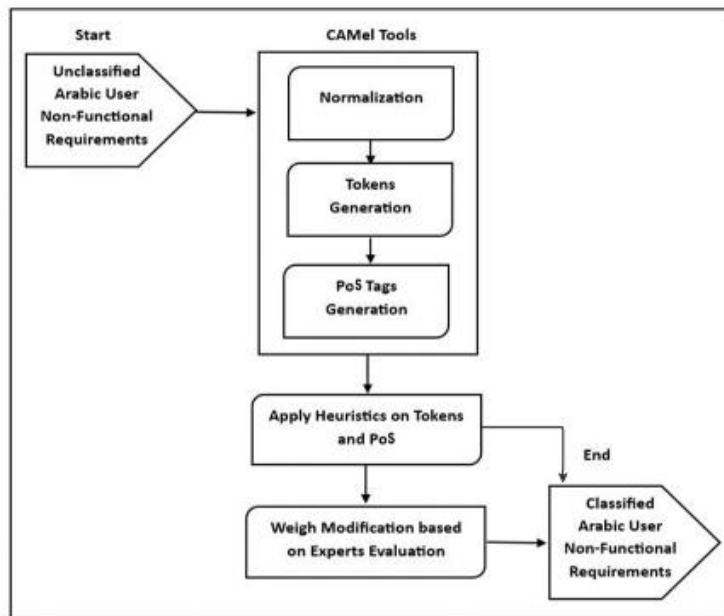 Start
Unclassified
Arabic User
Non-Functional
Requirements
CAMel Tools
Normalization
Tokens
Generation
PoS Tags
Generation
Apply Heuristics on Tokens
and PoS
Weigh Modification based
on Experts Evaluation
End
Classified
Arabic User
Non-Functional
Requirements